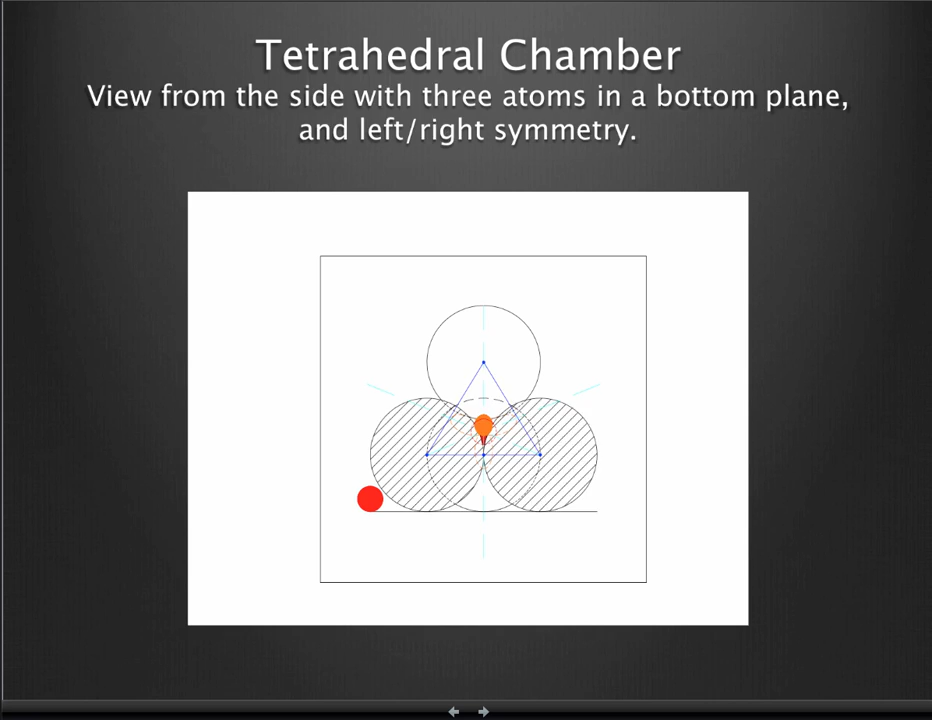 Tetrahedral Chamber
View from the side with three atoms in a bottom plane,
and left/right symmetry.